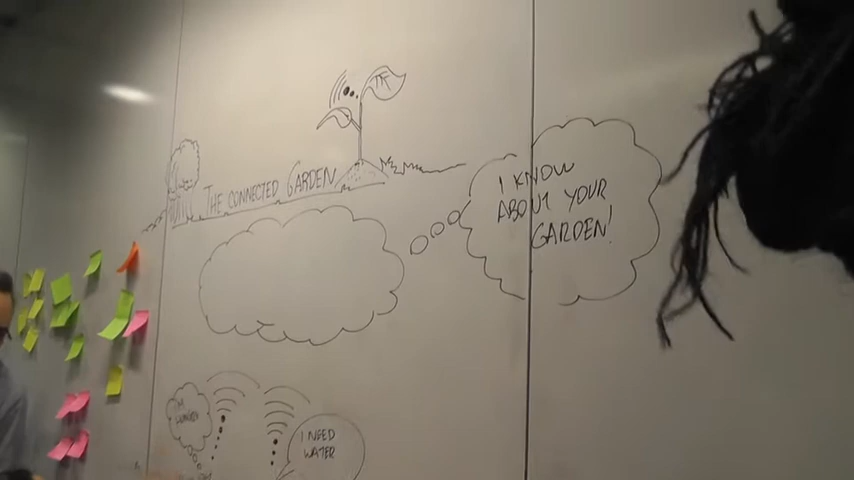 THE CONNECTED GARDEN
I KNOW
ABOUT YOUR
GARDEN!
I'M
HUNGRY
I NEED
WATER